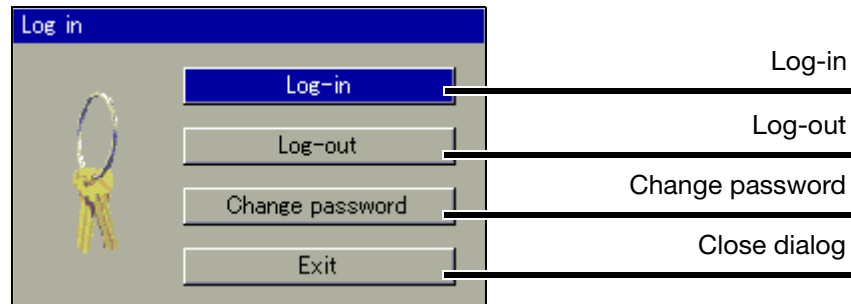 Log in
Log-in
Log-in
Log-out
Log-out
Change password
Change password
Exit
Close dialog